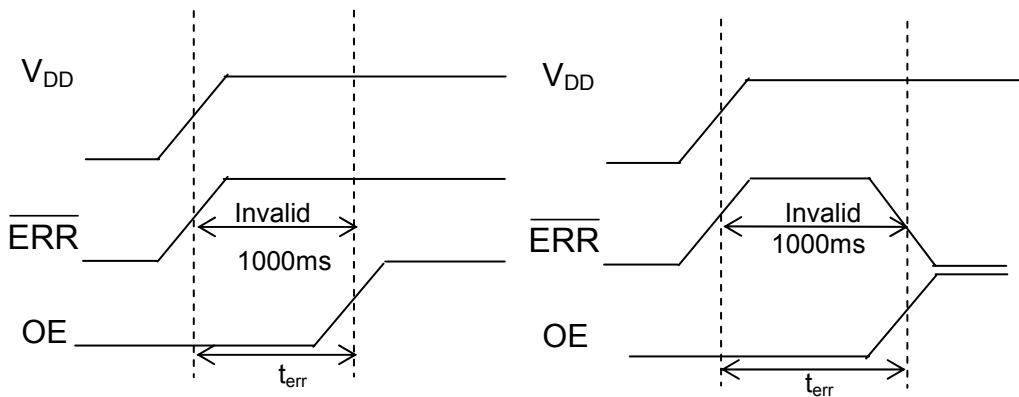 V_DD
ERR
Invalid
1000ms
OE
t_err
V_DD
ERR
Invalid
1000ms
OE
t_err